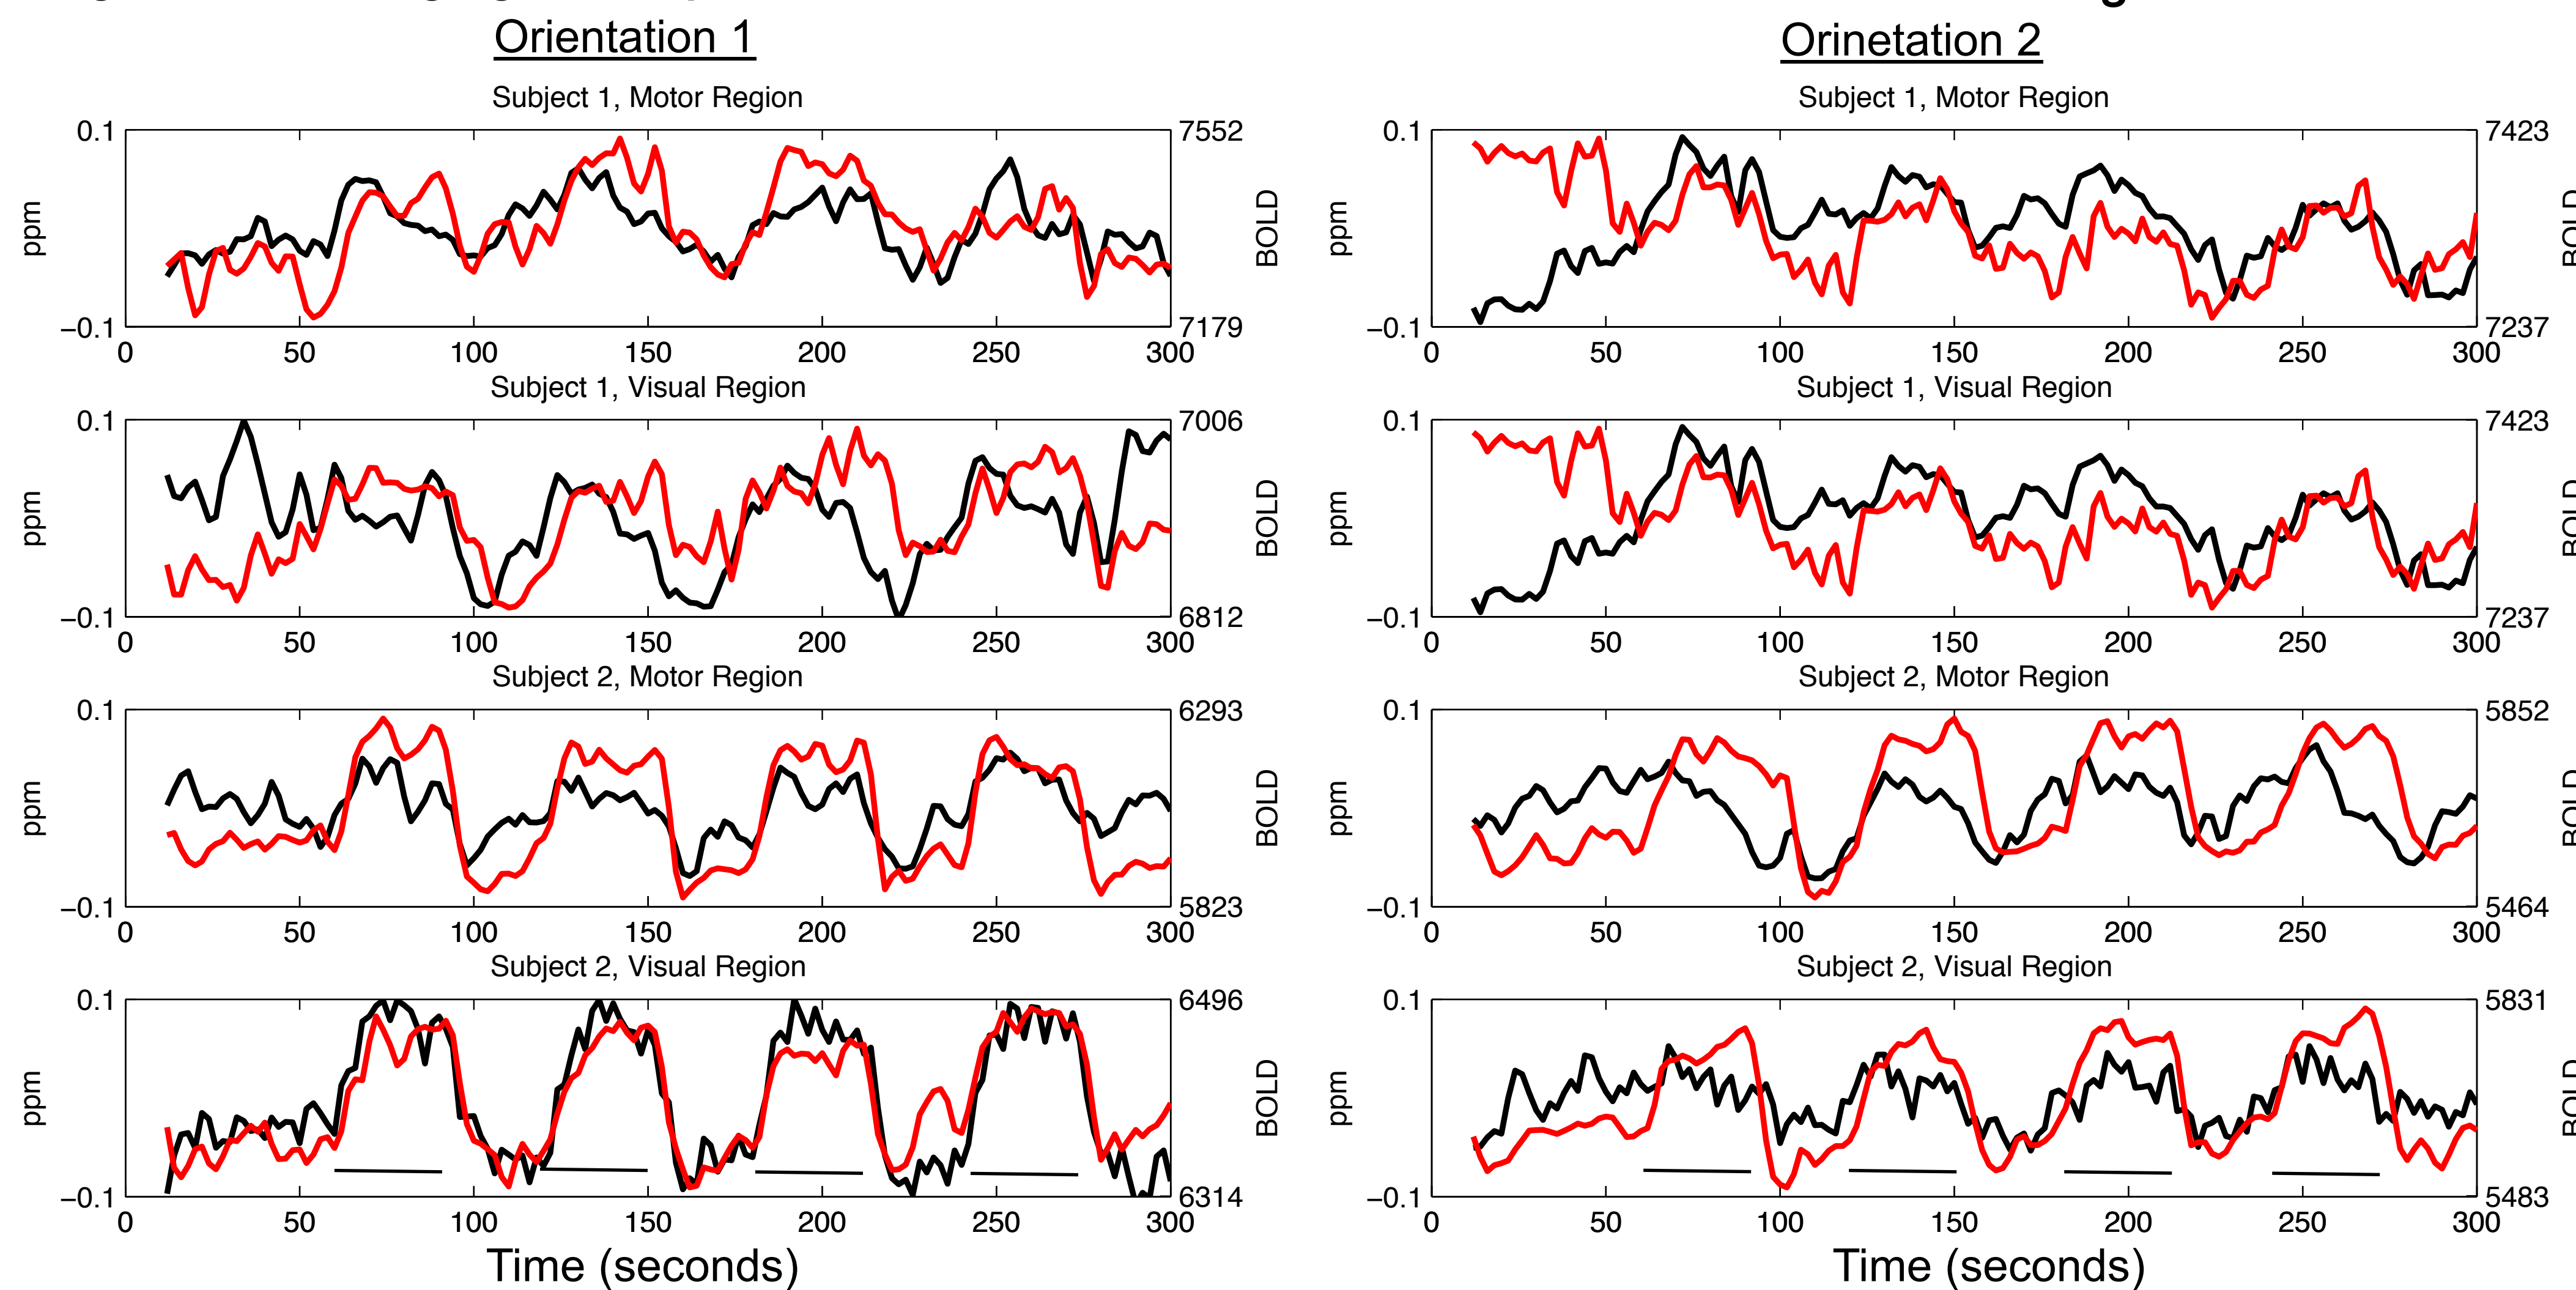 Orientation 1
Orinetation 2
Subject 1, Motor Region
0.1
−0.1
ppm
7552
7179
BOLD
0 50 100 150 200 250 300
Subject 1, Visual Region
0.1
−0.1
ppm
7006
6812
BOLD
0 50 100 150 200 250 300
Subject 2, Motor Region
0.1
−0.1
ppm
6293
5823
BOLD
0 50 100 150 200 250 300
Subject 2, Visual Region
0.1
−0.1
ppm
6496
6314
BOLD
0 50 100 150 200 250 300
Time (seconds)
Subject 1, Motor Region
0.1
−0.1
ppm
7423
7237
BOLD
0 50 100 150 200 250 300
Subject 1, Visual Region
0.1
−0.1
ppm
7423
7237
BOLD
0 50 100 150 200 250 300
Subject 2, Motor Region
0.1
−0.1
ppm
5852
5464
BOLD
0 50 100 150 200 250 300
Subject 2, Visual Region
0.1
−0.1
ppm
5831
5483
BOLD
0 50 100 150 200 250 300
Time (seconds)